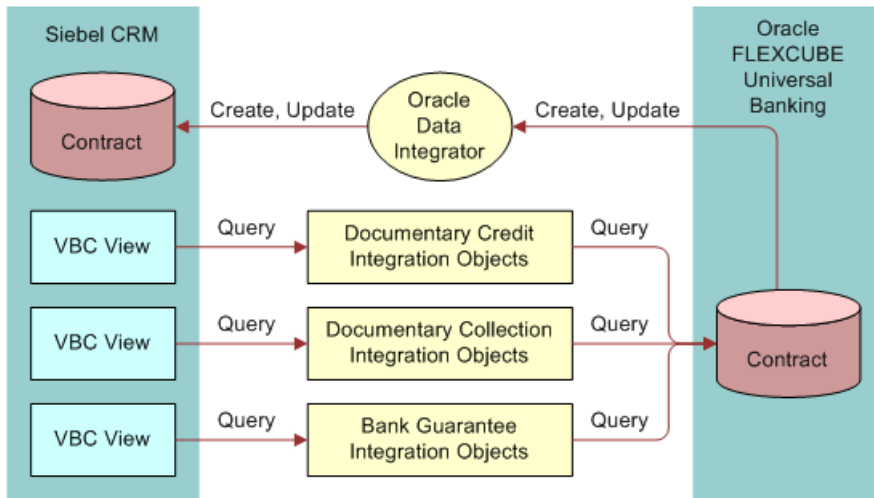 Siebel CRM
Oracle
FLEXCUBE
Universal
Banking
Contract
Create, Update
Oracle
Data
Integrator
Create, Update
VBC View
Query
Documentary Credit
Integration Objects
Query
VBC View
Query
Documentary Collection
Integration Objects
Query
Contract
VBC View
Query
Bank Guarantee
Integration Objects
Query